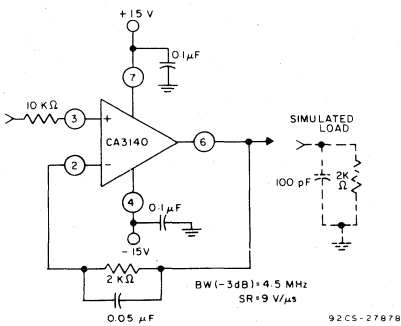 +15 V
0.1μF
7
10 KΩ
3
+
CA3140
6
2
-
SIMULATED
LOAD
100 pF
2K
Ω
4
0.1 μF
-15V
2 KΩ
BW(-3dB) = 4.5 MHz
SR = 9 V/μs
0.05 μF
92CS-27878